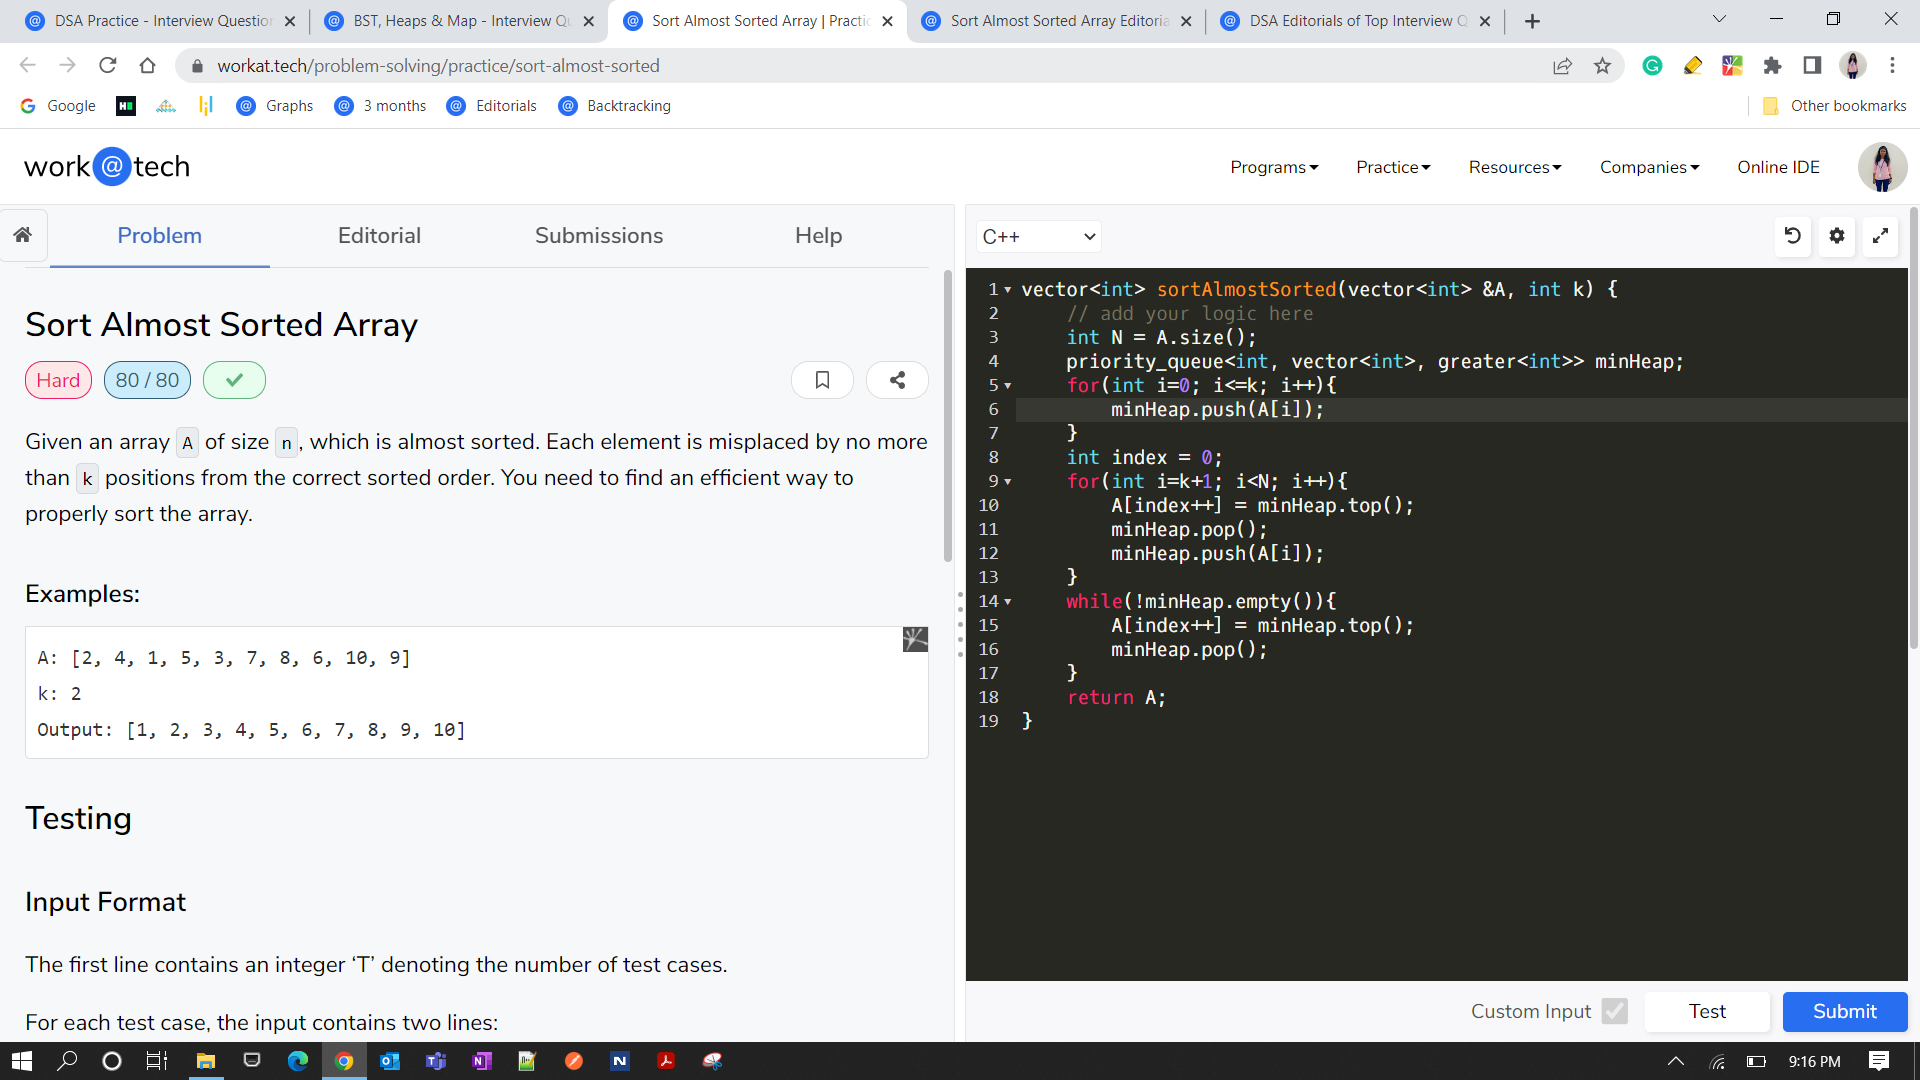 DSA Practice - Interview Question
BST, Heaps & Map - Interview Qu
Sort Almost Sorted Array | Practic
Sort Almost Sorted Array Editoria
DSA Editorials of Top Interview Q
workat.tech/problem-solving/practice/sort-almost-sorted
Google
Graphs
3 months
Editorials
Backtracking
Other bookmarks
work@tech
Programs
Practice
Resources
Companies
Online IDE
Problem
Editorial
Submissions
Help
C++
Sort Almost Sorted Array
Hard
80 / 80
Given an array A of size n, which is almost sorted. Each element is misplaced by no more
than k positions from the correct sorted order. You need to find an efficient way to
properly sort the array.
Examples:
A: [2, 4, 1, 5, 3, 7, 8, 6, 10, 9]
k: 2
Output: [1, 2, 3, 4, 5, 6, 7, 8, 9, 10]
Testing
Input Format
The first line contains an integer ‘T’ denoting the number of test cases.
For each test case, the input contains two lines:
1 vector<int> sortAlmostSorted(vector<int> &A, int k) {
2 // add your logic here
3 int N = A.size();
4 priority_queue<int, vector<int>, greater<int>> minHeap;
5 for(int i=0; i<=k; i++){
6 minHeap.push(A[i]);
7 }
8 int index = 0;
9 for(int i=k+1; i<N; i++){
10 A[index++] = minHeap.top();
11 minHeap.pop();
12 minHeap.push(A[i]);
13 }
14 while(!minHeap.empty()){
15 A[index++] = minHeap.top();
16 minHeap.pop();
17 }
18 return A;
19 }
Custom Input
Test
Submit
9:16 PM